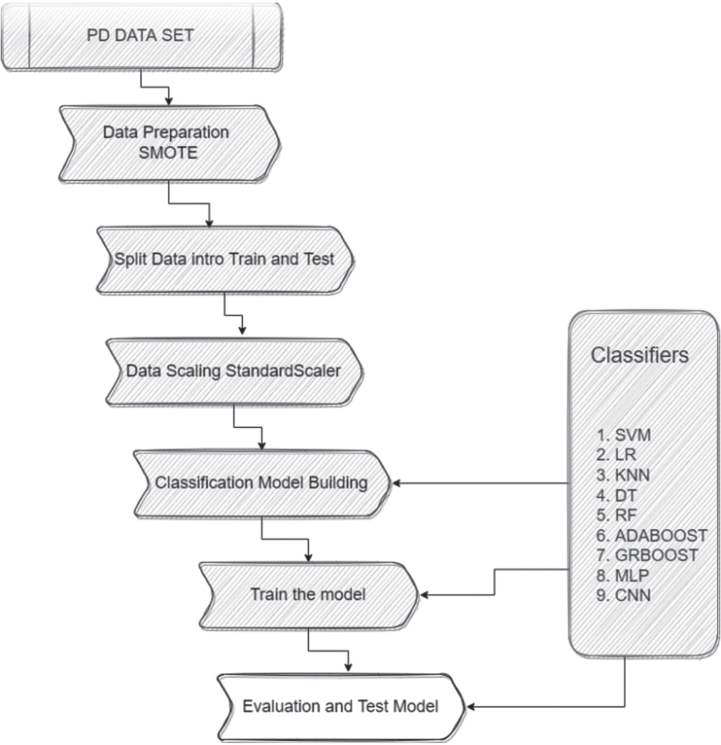 PD DATA SET
Data Preparation
SMOTE
Split Data intro Train and Test
Data Scaling StandardScaler
Classification Model Building
Train the model
Evaluation and Test Model
Classifiers
1. SVM
2. LR
3. KNN
4. DT
5. RF
6. ADABOOST
7. GRBOOST
8. MLP
9. CNN